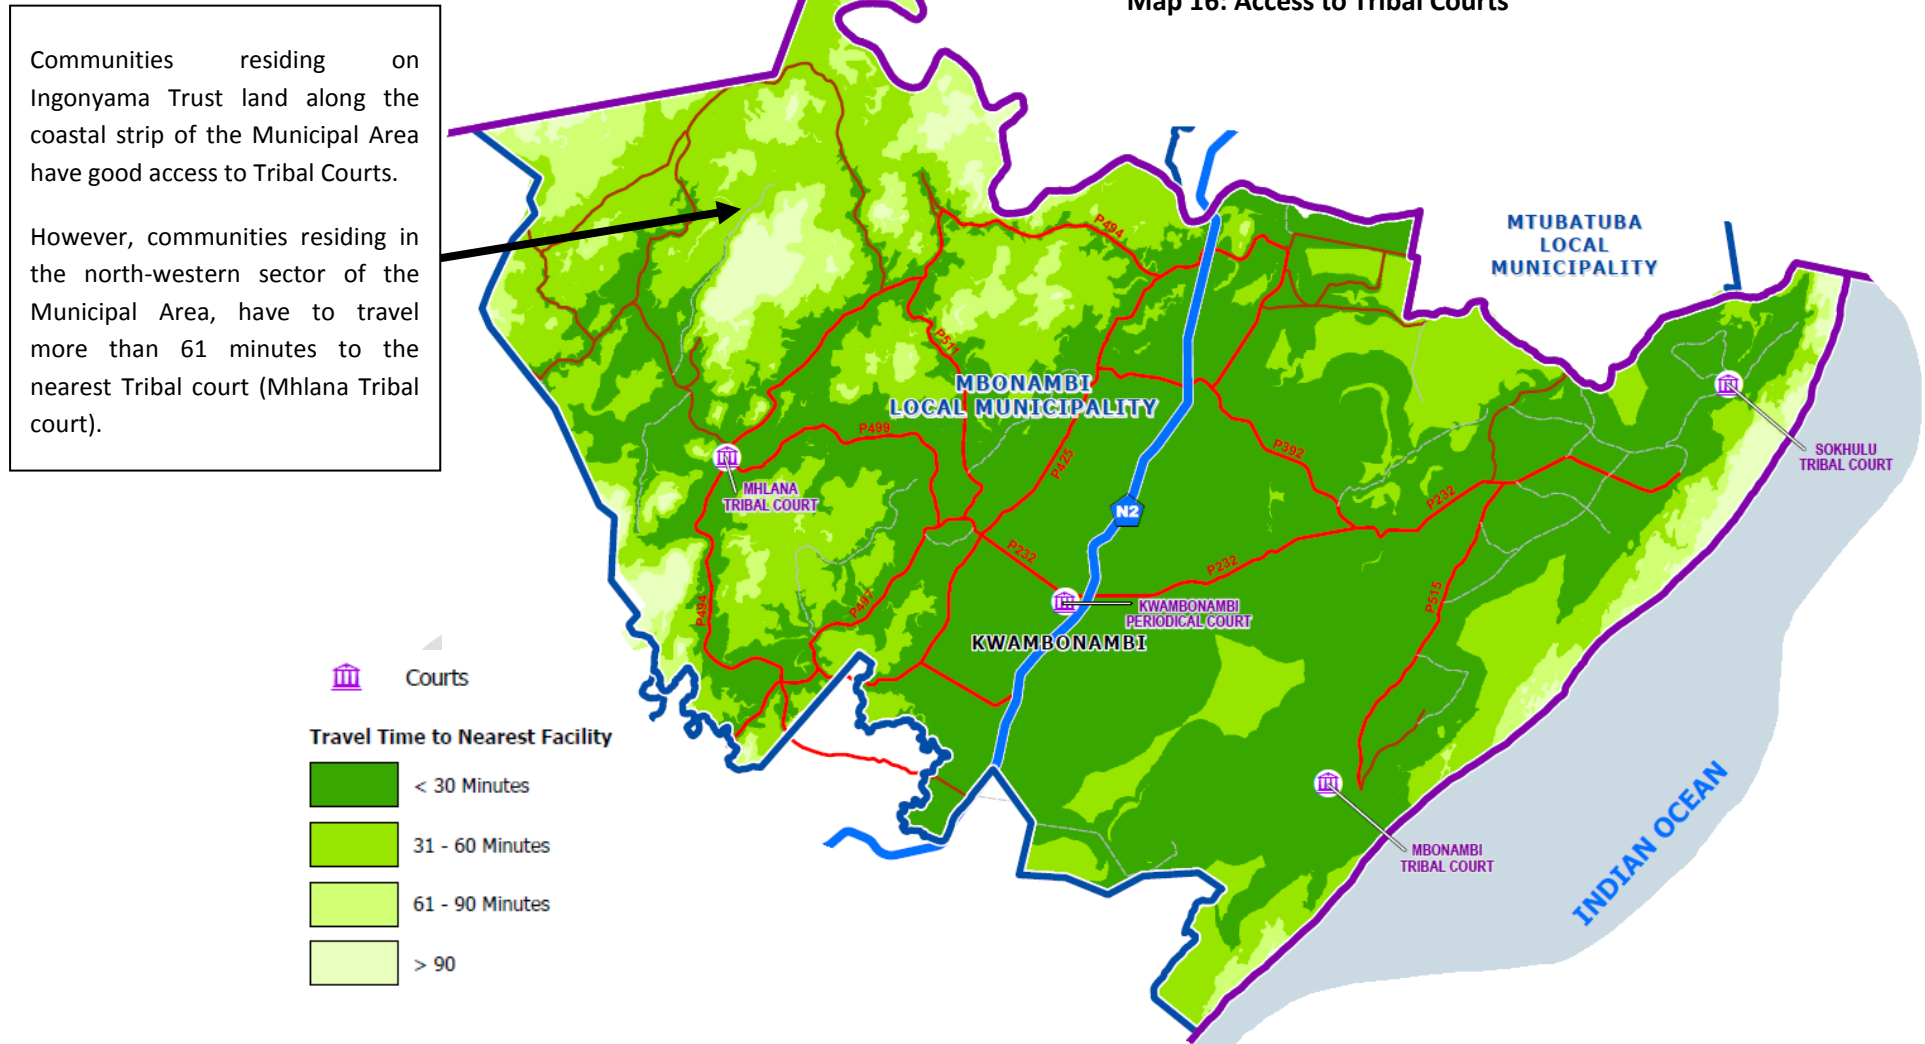 Map 16: Access to Tribal Courts
Communities residing on
Ingonyama Trust land along the
coastal strip of the Municipal Area
have good access to Tribal Courts.
However, communities residing in
the north-western sector of the
Municipal Area, have to travel
more than 61 minutes to the
nearest Tribal court (Mhlana Tribal
court).
MTUBATUBA
LOCAL
MUNICIPALITY
P494
P511
MBONAMBI
LOCAL MUNICIPALITY
P499
P425
P392
SOKHULU
TRIBAL COURT
MHLANA
TRIBAL COURT
N2
P232
P232
P232
P497
P494
P515
KWAMBONAMBI
PERIODICAL COURT
KWAMBONAMBI
MBONAMBI
TRIBAL COURT
INDIAN OCEAN
Courts
Travel Time to Nearest Facility
< 30 Minutes
31 - 60 Minutes
61 - 90 Minutes
> 90